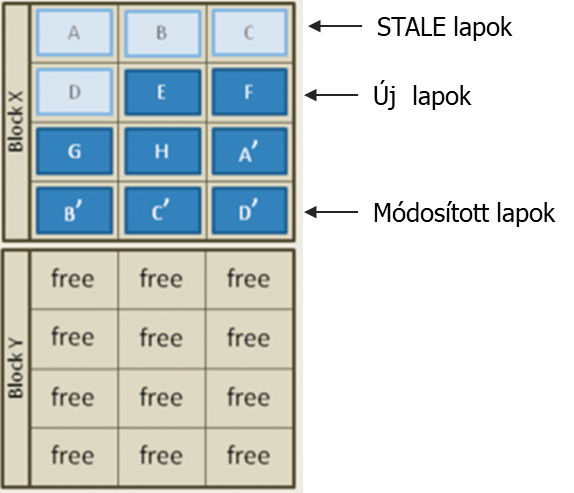 Block X
A B C
STALE lapok
D E F
Új lapok
G H A′
B′ C′ D′
Módosított lapok
Block Y
free free free
free free free
free free free
free free free